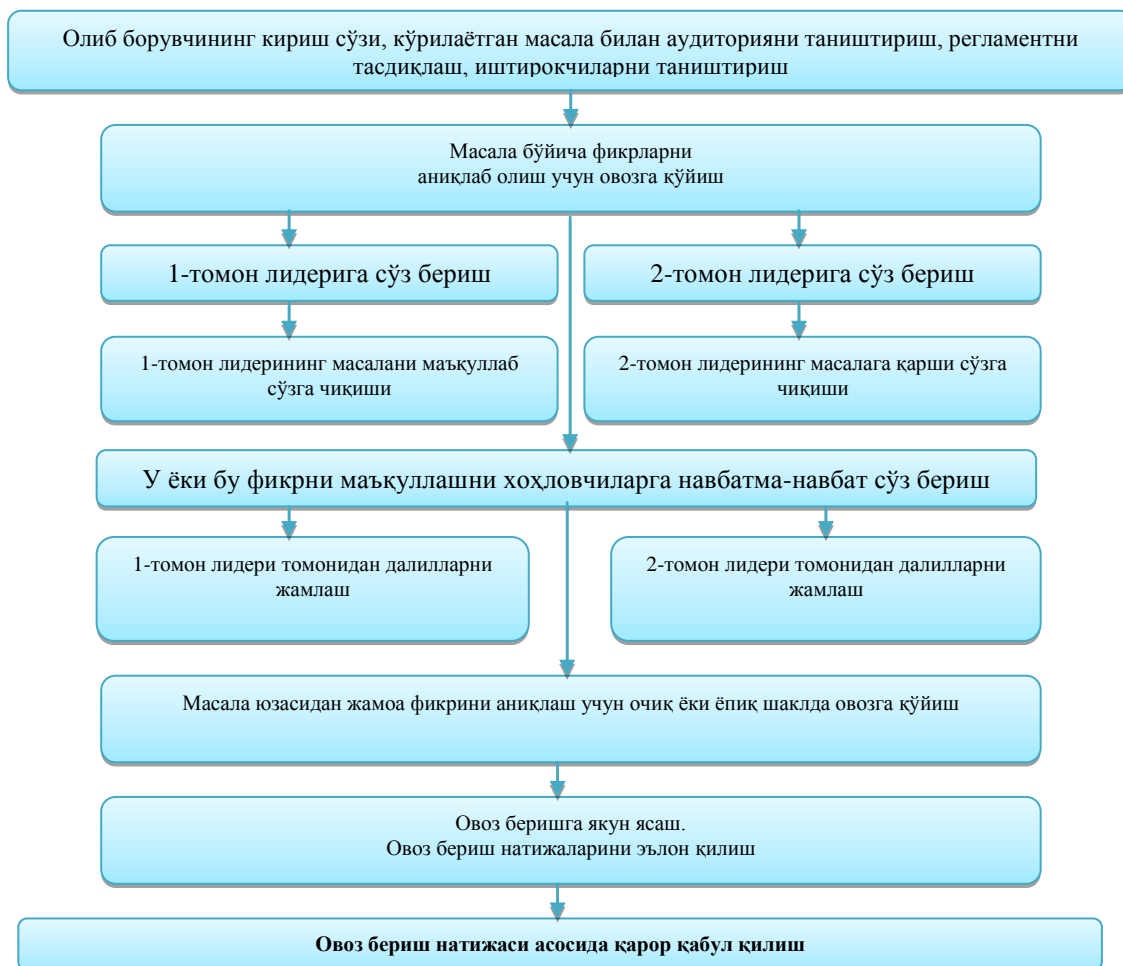 Олиб борувчининг кириш сўзи, кўрилаётган масала билан аудиторияни таништириш, регламентни
тасдиқлаш, иштирокчиларни таништириш
Масала бўйича фикрларни
аниқлаб олиш учун овозга қўйиш
1-томон лидерига сўз бериш
2-томон лидерига сўз бериш
1-томон лидерининг масалани маъқуллаб
сўзга чиқиши
2-томон лидерининг масалага қарши сўзга
чиқиши
У ёки бу фикрни маъқуллашни хоҳловчиларга навбатма-навбат сўз бериш
1-томон лидери томонидан далилларни
жамлаш
2-томон лидери томонидан далилларни
жамлаш
Масала юзасидан жамоа фикрини аниқлаш учун очиқ ёки ёпиқ шаклда овозга қўйиш
Овоз беришга якун ясаш.
Овоз бериш натижаларини эълон қилиш
Овоз бериш натижаси асосида қарор қабул қилиш